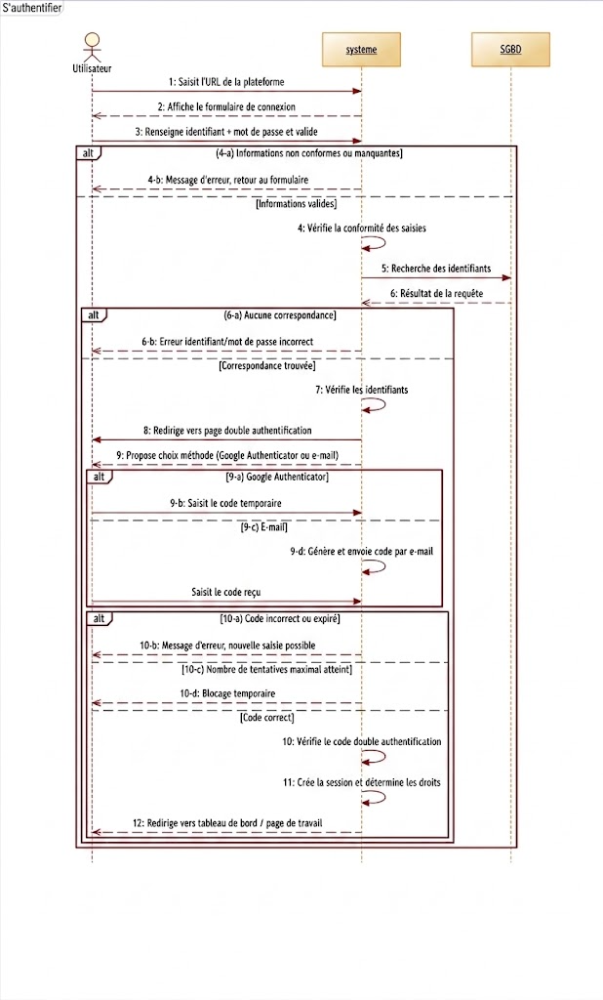 S'authentifier
Utilisateur
systeme
SGBD
1: Saisit l'URL de la plateforme
2: Affiche le formulaire de connexion
3: Renseigne identifiant + mot de passe et valide
alt
(4-a) Informations non conformes ou manquantes]
4-b: Message d'erreur, retour au formulaire
[Informations valides]
4: Vérifie la conformité des saisies
5: Recherche des identifiants
6: Résultat de la requête
alt
(6-a) Aucune correspondance]
6-b: Erreur identifiant/mot de passe incorrect
[Correspondance trouvée]
7: Vérifie les identifiants
8: Redirige vers page double authentification
9: Propose choix méthode (Google Authenticator ou e-mail)
alt
[9-a) Google Authenticator]
9-b: Saisit le code temporaire
[9-c) E-mail]
9-d: Génère et envoie code par e-mail
Saisit le code reçu
alt
[10-a) Code incorrect ou expiré]
10-b: Message d'erreur, nouvelle saisie possible
[10-c) Nombre de tentatives maximal atteint]
10-d: Blocage temporaire
[Code correct]
10: Vérifie le code double authentification
11: Crée la session et détermine les droits
12: Redirige vers tableau de bord / page de travail